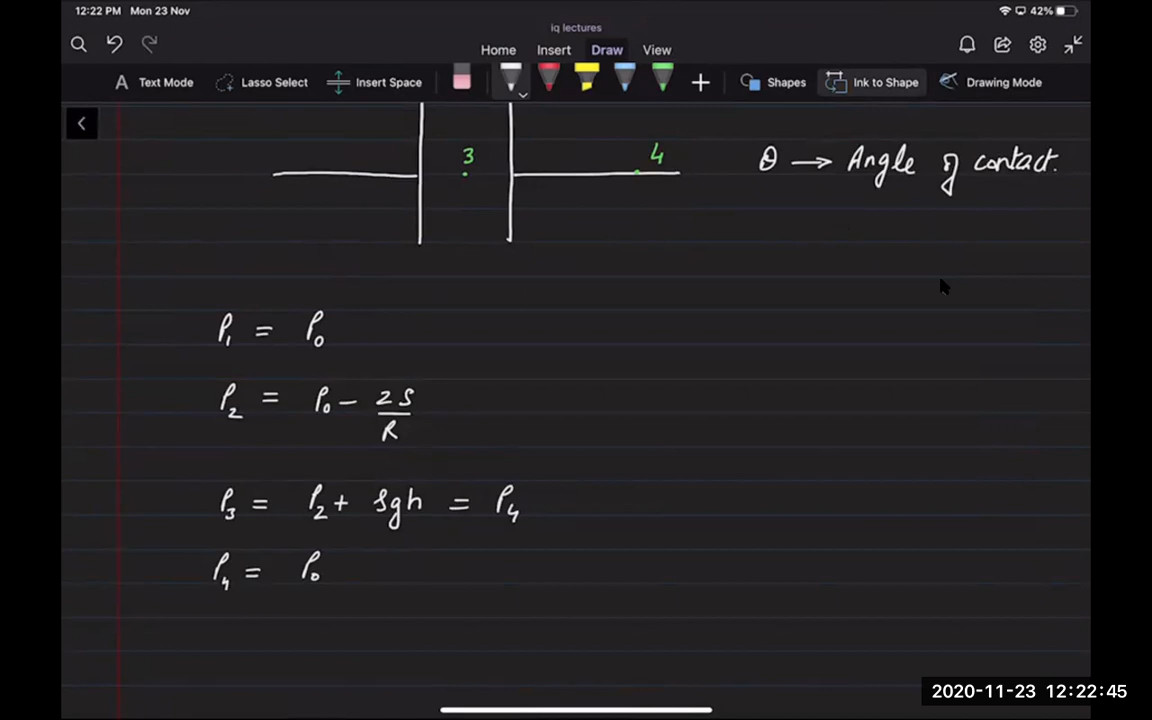 12:22 PM Mon 23 Nov 42%
iq lectures
Home Insert Draw View
A Text Mode Lasso Select Insert Space Shapes Ink to Shape Drawing Mode
3 4 θ → Angle of contact.
P₁ = P₀
P₂ = P₀ - 2S/R
P₃ = P₂ + ρgh = P₄
P₄ = P₀
2020-11-23 12:22:45